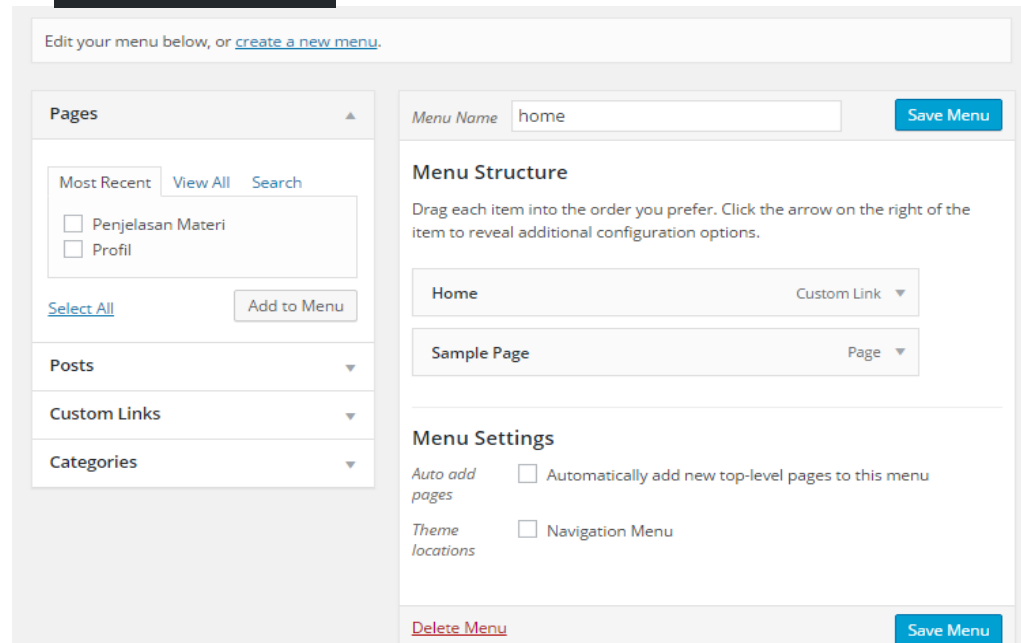 Edit your menu below, or create a new menu.
Pages
Most Recent View All Search
Penjelasan Materi
Profil
Select All Add to Menu
Posts
Custom Links
Categories
Menu Name home Save Menu
Menu Structure
Drag each item into the order you prefer. Click the arrow on the right of the
item to reveal additional configuration options.
Home Custom Link
Sample Page Page
Menu Settings
Auto add
pages
Automatically add new top-level pages to this menu
Theme
locations
Navigation Menu
Delete Menu Save Menu